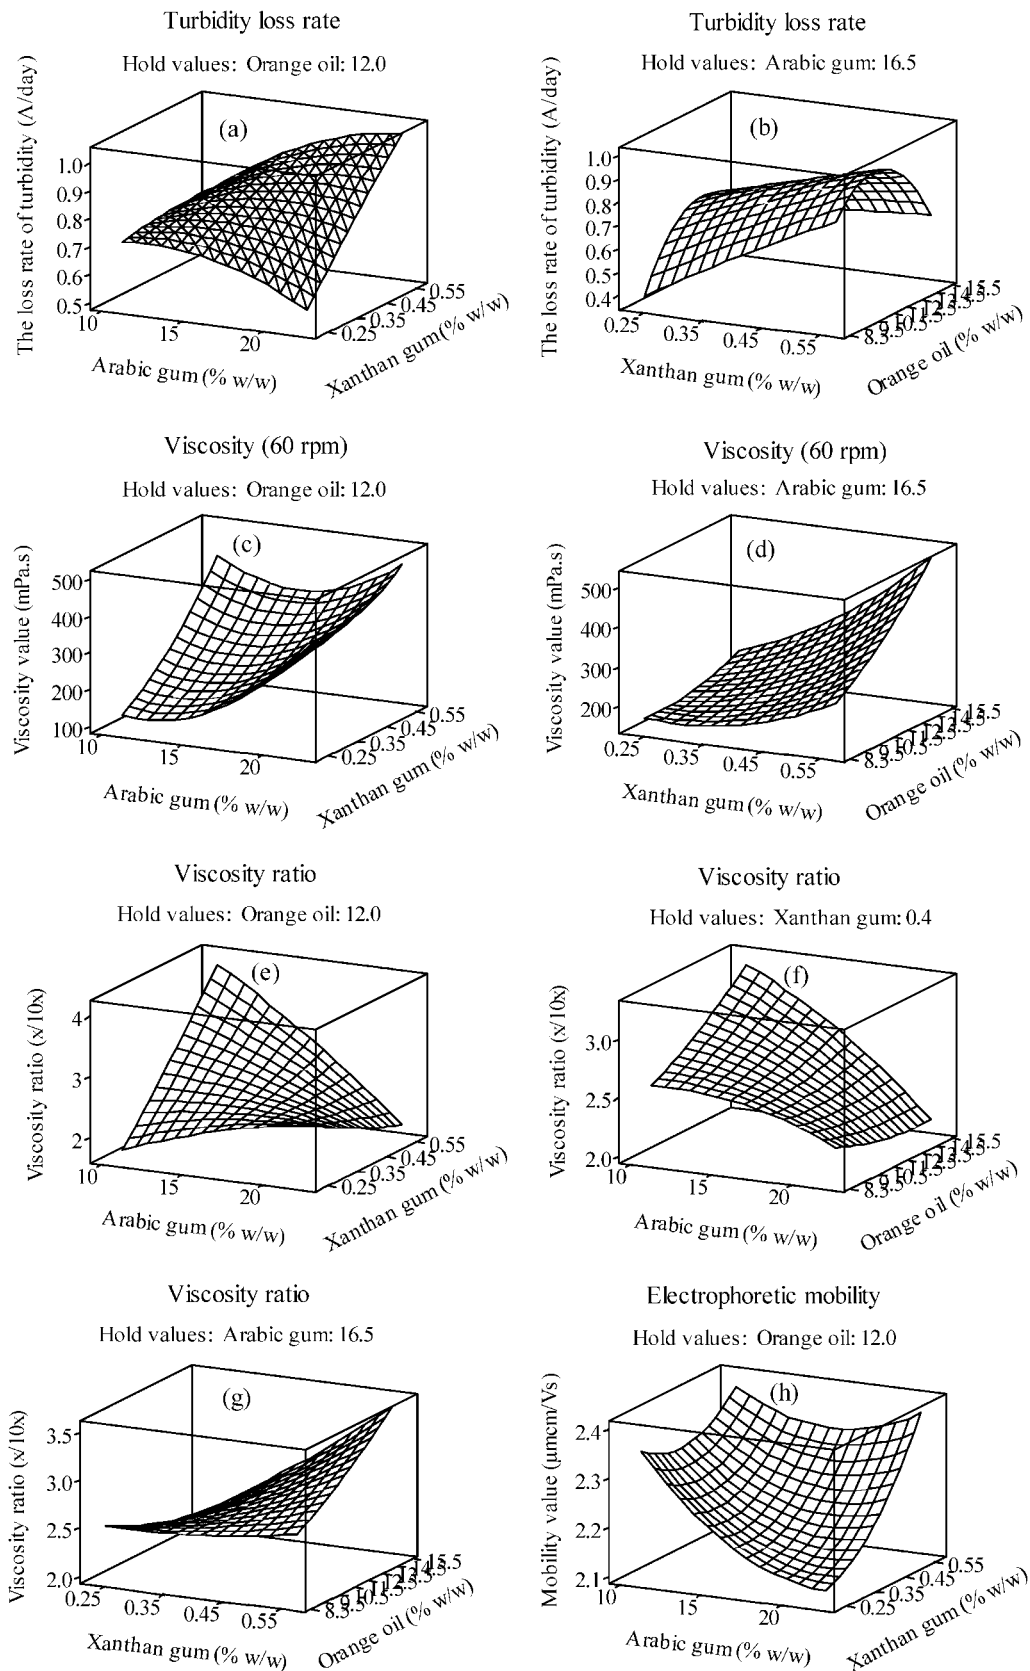 Turbidity loss rate
Hold values: Orange oil: 12.0
(a)
The loss rate of turbidity (A/day)
1.0
0.9
0.8
0.7
0.6
0.5
10
15
20
Arabic gum (% w/w)
0.25
0.35
0.45
0.55
Xanthan gum (% w/w)
Turbidity loss rate
Hold values: Arabic gum: 16.5
(b)
The loss rate of turbidity (A/day)
1.0
0.9
0.8
0.7
0.6
0.5
0.4
0.25
0.35
0.45
0.55
Xanthan gum (% w/w)
Orange oil (% w/w)
Viscosity (60 rpm)
Hold values: Orange oil: 12.0
(c)
Viscosity value (mPa.s)
500
400
300
200
100
10
15
20
Arabic gum (% w/w)
0.25
0.35
0.45
0.55
Xanthan gum (% w/w)
Viscosity (60 rpm)
Hold values: Arabic gum: 16.5
(d)
Viscosity value (mPa.s)
500
400
300
200
0.25
0.35
0.45
0.55
Xanthan gum (% w/w)
Orange oil (% w/w)
Viscosity ratio
Hold values: Orange oil: 12.0
(e)
Viscosity ratio (x/10x)
4
3
2
10
15
20
Arabic gum (% w/w)
0.25
0.35
0.45
0.55
Xanthan gum (% w/w)
Viscosity ratio
Hold values: Xanthan gum: 0.4
(f)
Viscosity ratio (x/10x)
3.0
2.5
2.0
10
15
20
Arabic gum (% w/w)
Orange oil (% w/w)
Viscosity ratio
Hold values: Arabic gum: 16.5
(g)
Viscosity ratio (x/10x)
3.5
3.0
2.5
2.0
0.25
0.35
0.45
0.55
Xanthan gum (% w/w)
Orange oil (% w/w)
Electrophoretic mobility
Hold values: Orange oil: 12.0
(h)
Mobility value (µmcm/Vs)
2.4
2.3
2.2
2.1
10
15
20
Arabic gum (% w/w)
0.25
0.35
0.45
0.55
Xanthan gum (% w/w)